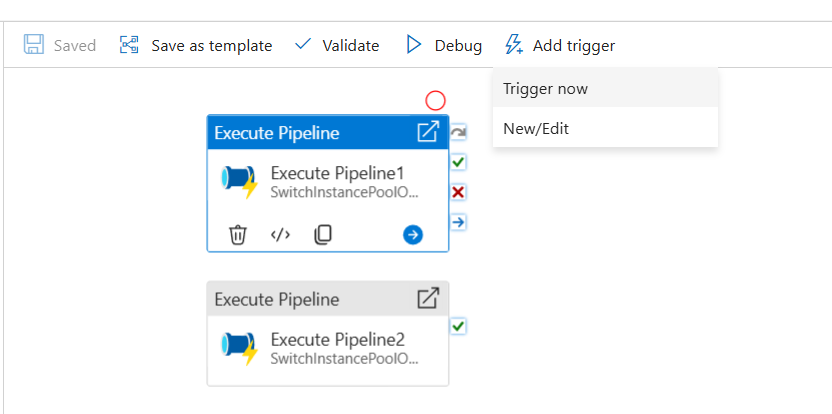 Saved Save as template Validate Debug Add trigger
Trigger now
New/Edit
Execute Pipeline
Execute Pipeline1
SwitchInstancePoolO...
</>
Execute Pipeline
Execute Pipeline2
SwitchInstancePoolO...